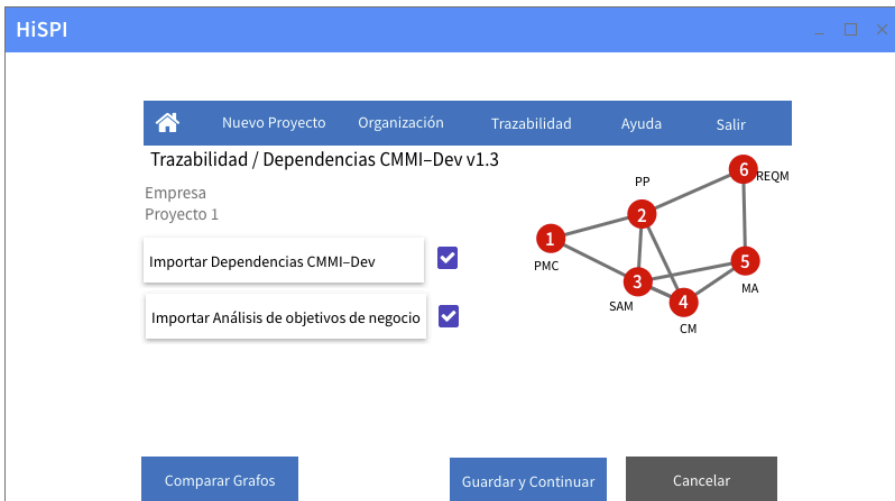 HiSPI
Nuevo Proyecto Organización Trazabilidad Ayuda Salir
Trazabilidad / Dependencias CMMI–Dev v1.3
Empresa
Proyecto 1
Importar Dependencias CMMI–Dev
Importar Análisis de objetivos de negocio
6 REQM
PP
2
1
PMC
5
MA
3
SAM
4
CM
Comparar Grafos
Guardar y Continuar
Cancelar